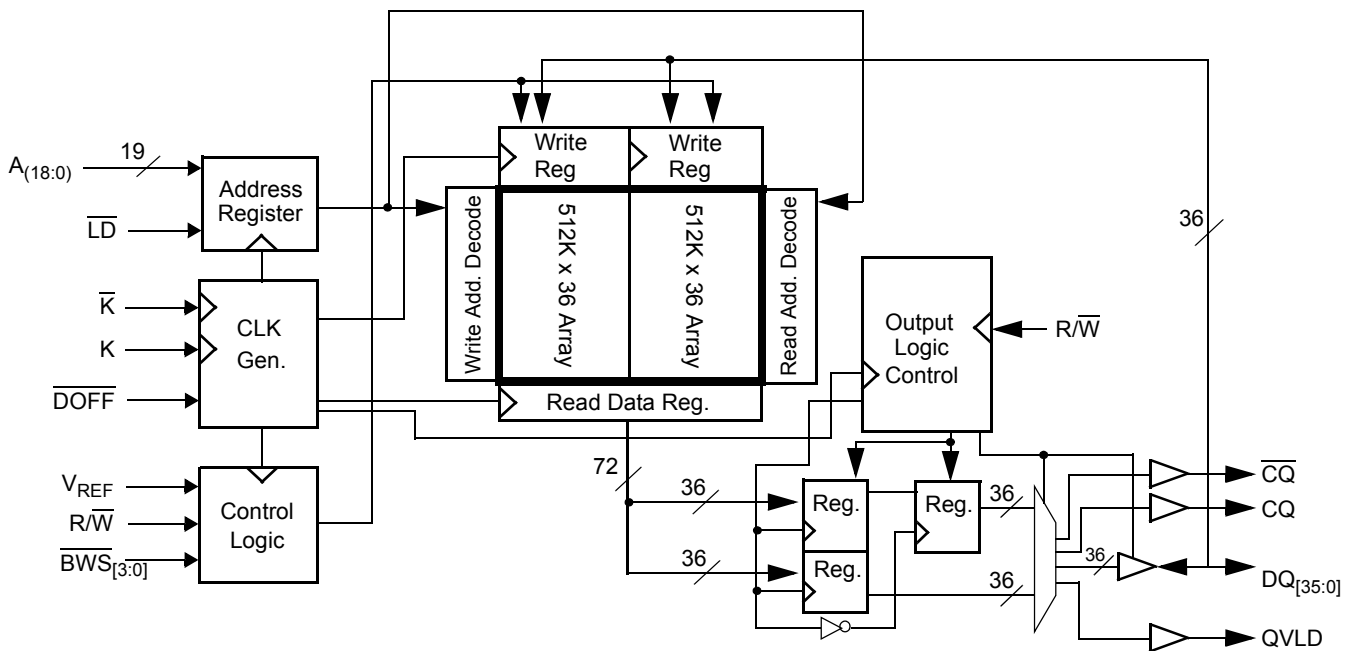 A(18:0)
19
LD
Address
Register
K
K
DOFF
CLK
Gen.
VREF
R/W
BWS[3:0]
Control
Logic
Write
Reg
Write
Reg
Write Add. Decode
512K x 36 Array
512K x 36 Array
Read Add. Decode
Read Data Reg.
36
Output
Logic
Control
R/W
72
36
36
Reg.
Reg.
Reg.
36
36
36
CQ
CQ
DQ[35:0]
QVLD